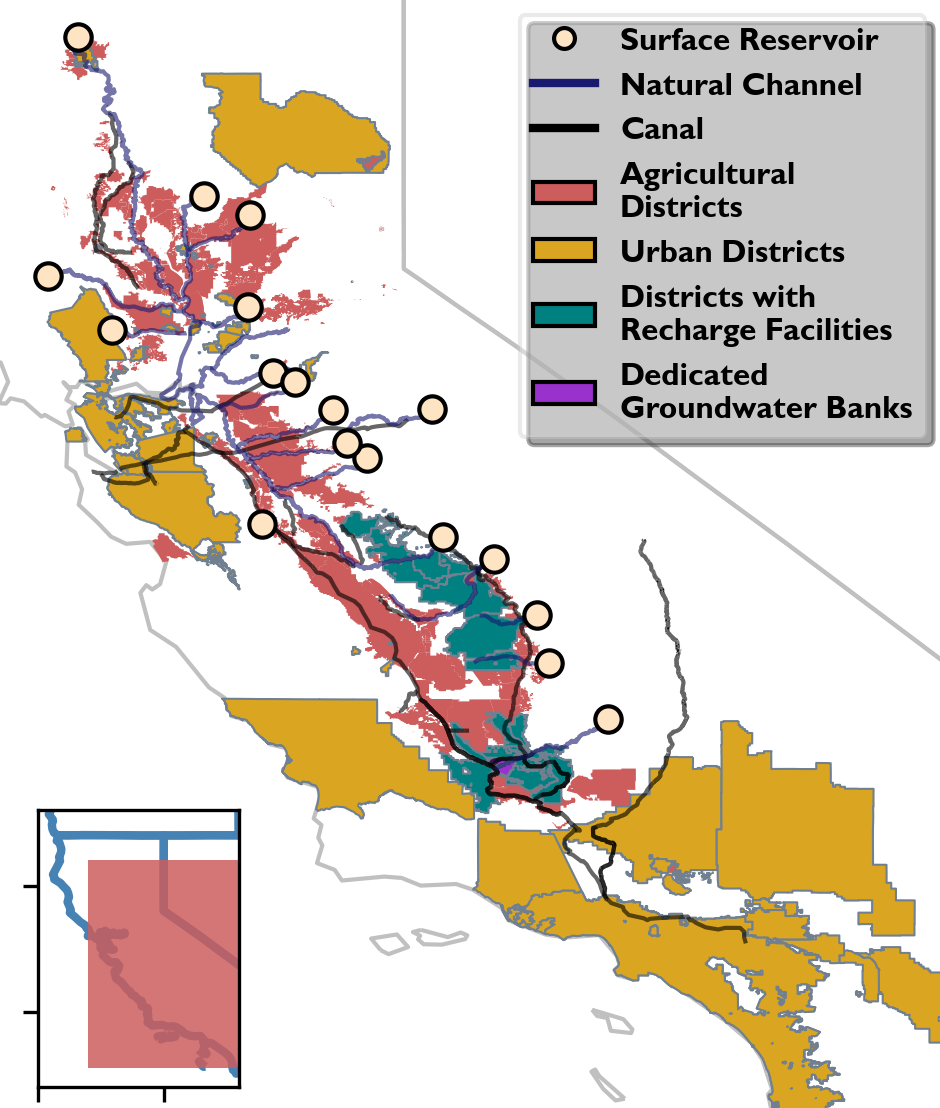 Surface Reservoir
Natural Channel
Canal
Agricultural
Districts
Urban Districts
Districts with
Recharge Facilities
Dedicated
Groundwater Banks